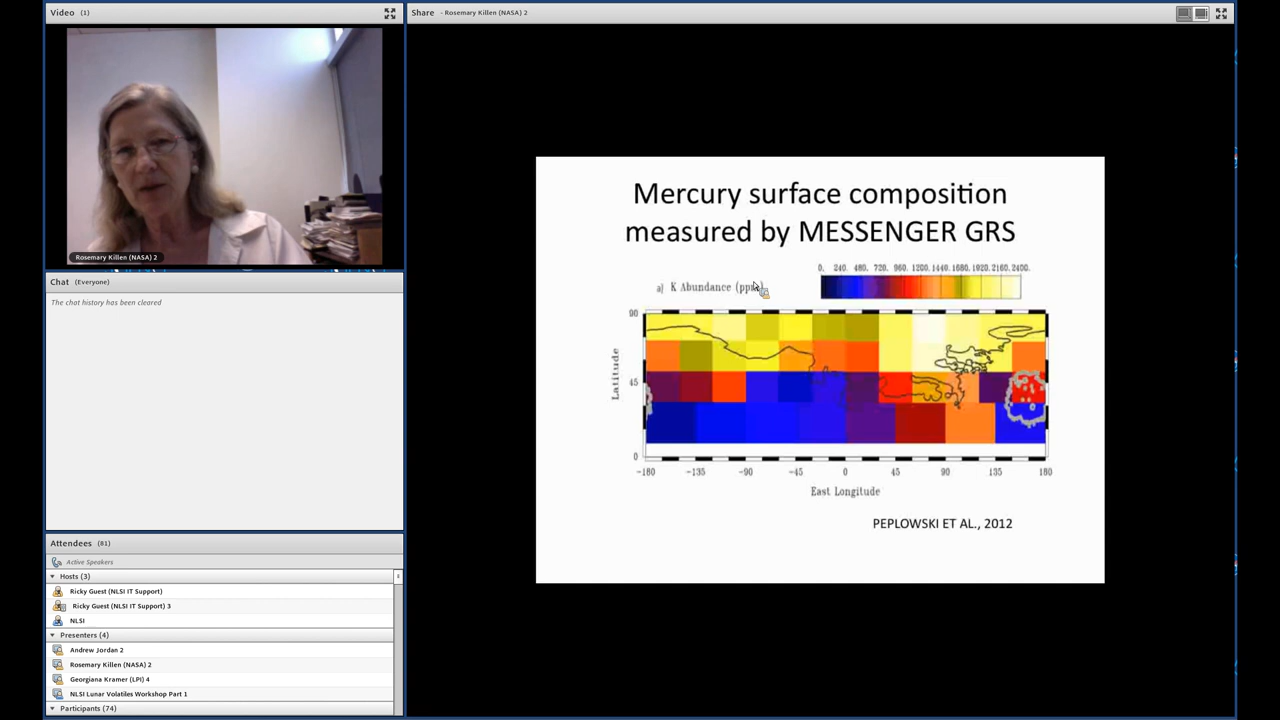 Video (1)
Rosemary Killen (NASA) 2
Chat (Everyone)
The chat history has been cleared
Attendees (81)
Active Speakers
Hosts (3)
Ricky Guest (NLSI IT Support)
Ricky Guest (NLSI IT Support) 3
NLSI
Presenters (4)
Andrew Jordan 2
Rosemary Killen (NASA) 2
Georgiana Kramer (LPI) 4
NLSI Lunar Volatiles Workshop Part 1
Participants (74)
Share - Rosemary Killen (NASA) 2
Mercury surface composition
measured by MESSENGER GRS
0. 240. 480. 720. 960. 1200. 1440. 1680. 1920. 2160. 2400.
a) K Abundance
90
Latitude
45
0
-180 -135 -90 -45 0 45 90 135 180
East Longitude
PEPLOWSKI ET AL., 2012